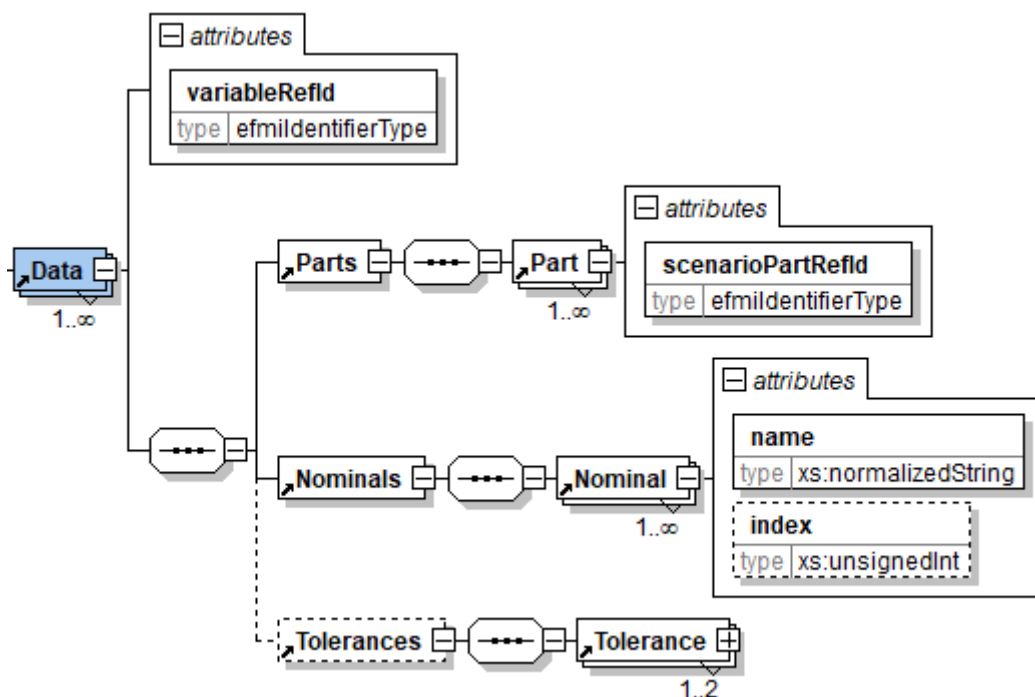 attributes
variableRefId
type efmiIdentifierType
attributes
Data
Parts
Part
scenarioPartRefId
type efmiIdentifierType
1..∞
1..∞
attributes
name
Nominals
Nominal
type xs:normalizedString
1..∞
index
type xs:unsignedInt
Tolerances
Tolerance
1..2